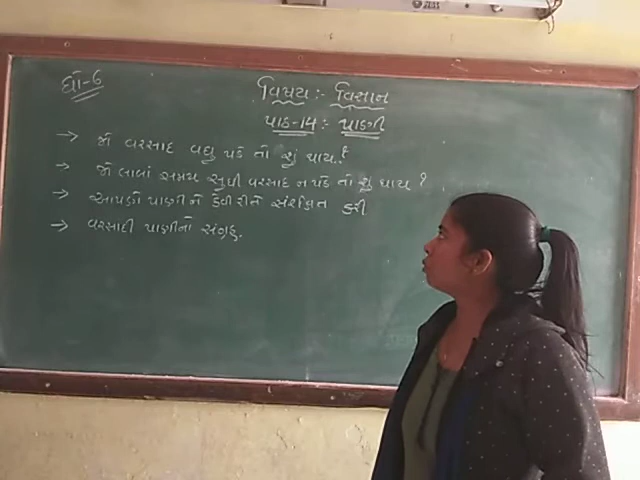 ધો-6
વિષય :- વિજ્ઞાન
પાઠ-14 :- પાણી
→ જો વરસાદ વધુ પડે તો શું થાય.?
→ જો લાબાં સમય સુધી વરસાદ ન પડે તો શું થાય ?
→ આપણે પાણીને કેવી રીતે સંરક્ષિત કરી
→ વરસાદી પાણીનો સંગ્રહ.